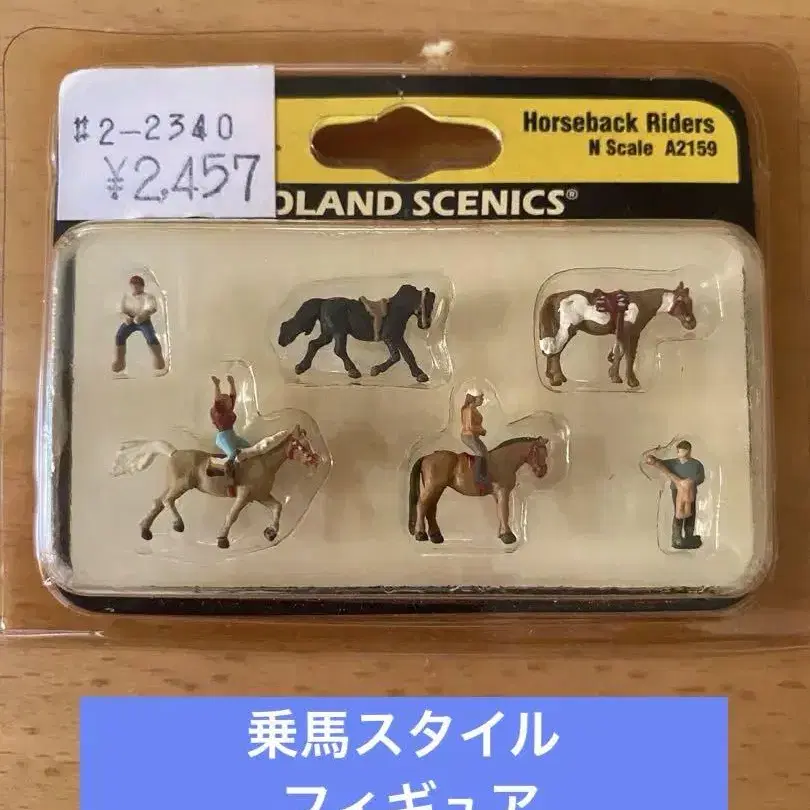 #2-2340
¥2,457
Horseback Riders
N Scale A2159
DLAND SCENICS®
乗馬スタイル
フィギュア